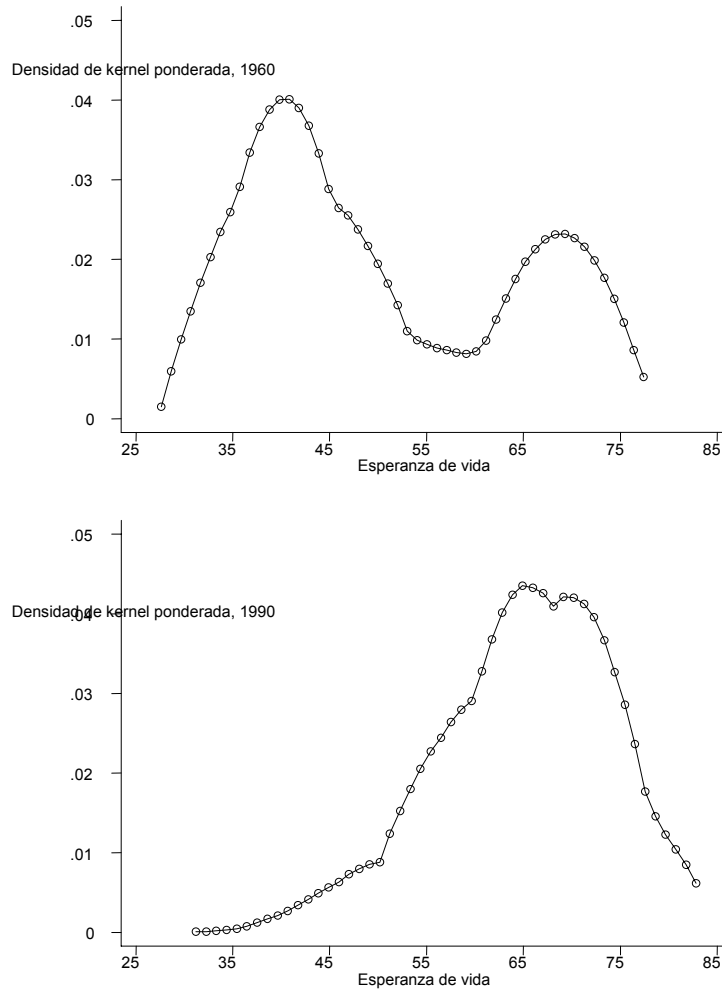 .05
Densidad de kernel ponderada, 1960
.04
.03
.02
.01
0
25 35 45 55 65 75 85
Esperanza de vida
.05
Densidad de kernel ponderada, 1990
.04
.03
.02
.01
0
25 35 45 55 65 75 85
Esperanza de vida